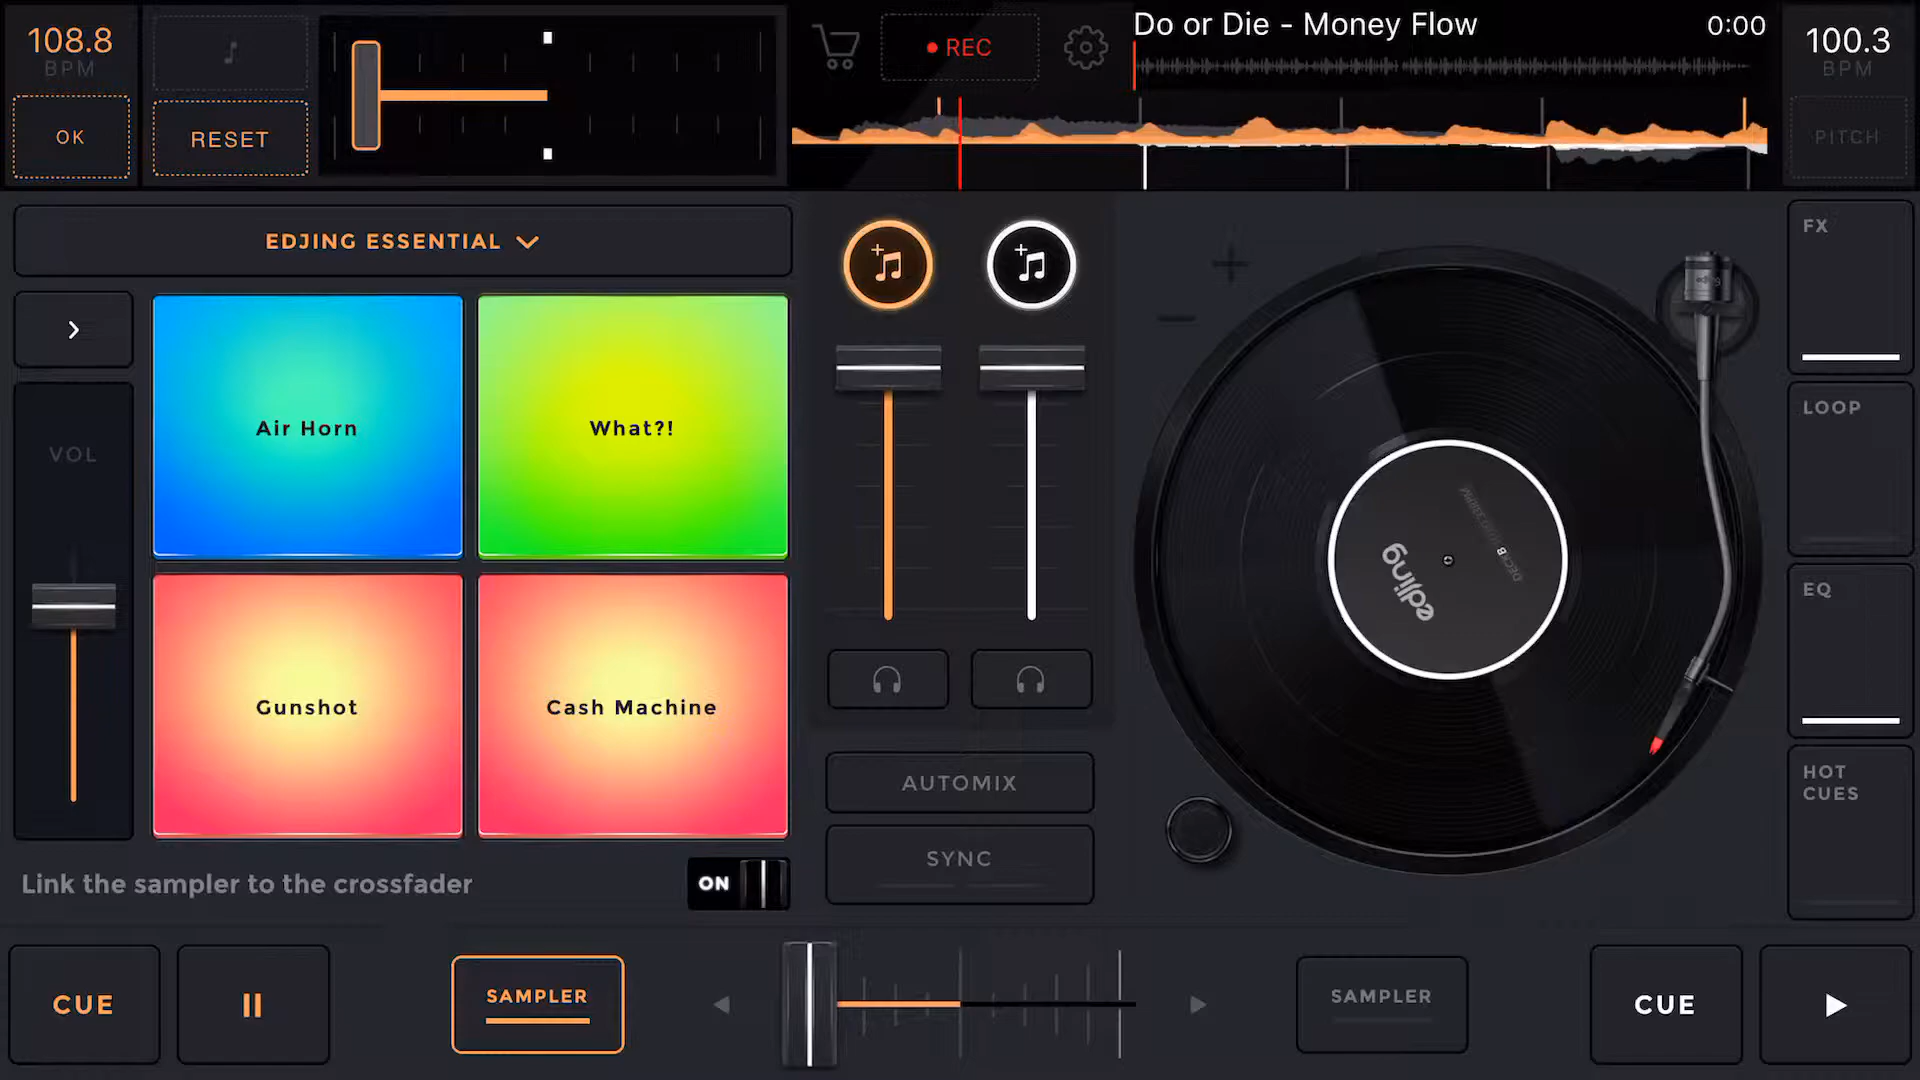 108.8
BPM
OK
RESET
REC
Do or Die - Money Flow
0:00
100.3
BPM
PITCH
EDJING ESSENTIAL
VOL
Air Horn
What?!
Gunshot
Cash Machine
Link the sampler to the crossfader
ON
AUTOMIX
SYNC
edjing
DECK B
FX
LOOP
EQ
HOT
CUES
CUE
SAMPLER
SAMPLER
CUE